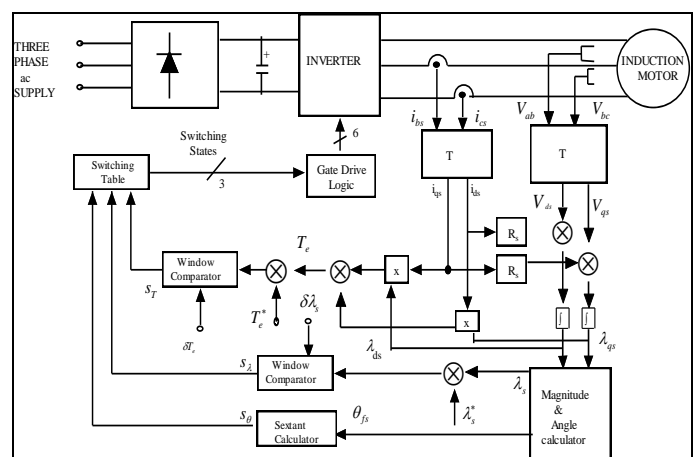 THREE
PHASE
ac
SUPPLY
+
INVERTER
INDUCTION
MOTOR
i_bs
i_cs
V_ab
V_bc
6
Switching
States
3
Switching
Table
Gate Drive
Logic
T
T
i_qs
i_ds
V_ds
V_qs
R_s
R_s
T_e
Window
Comparator
x
x
s_T
T_e^*
δλ_s
δT_e
∫
∫
λ_ds
λ_qs
s_λ
Window
Comparator
λ_s
λ_s^*
Magnitude
&
Angle
calculator
s_θ
Sextant
Calculator
θ_fs